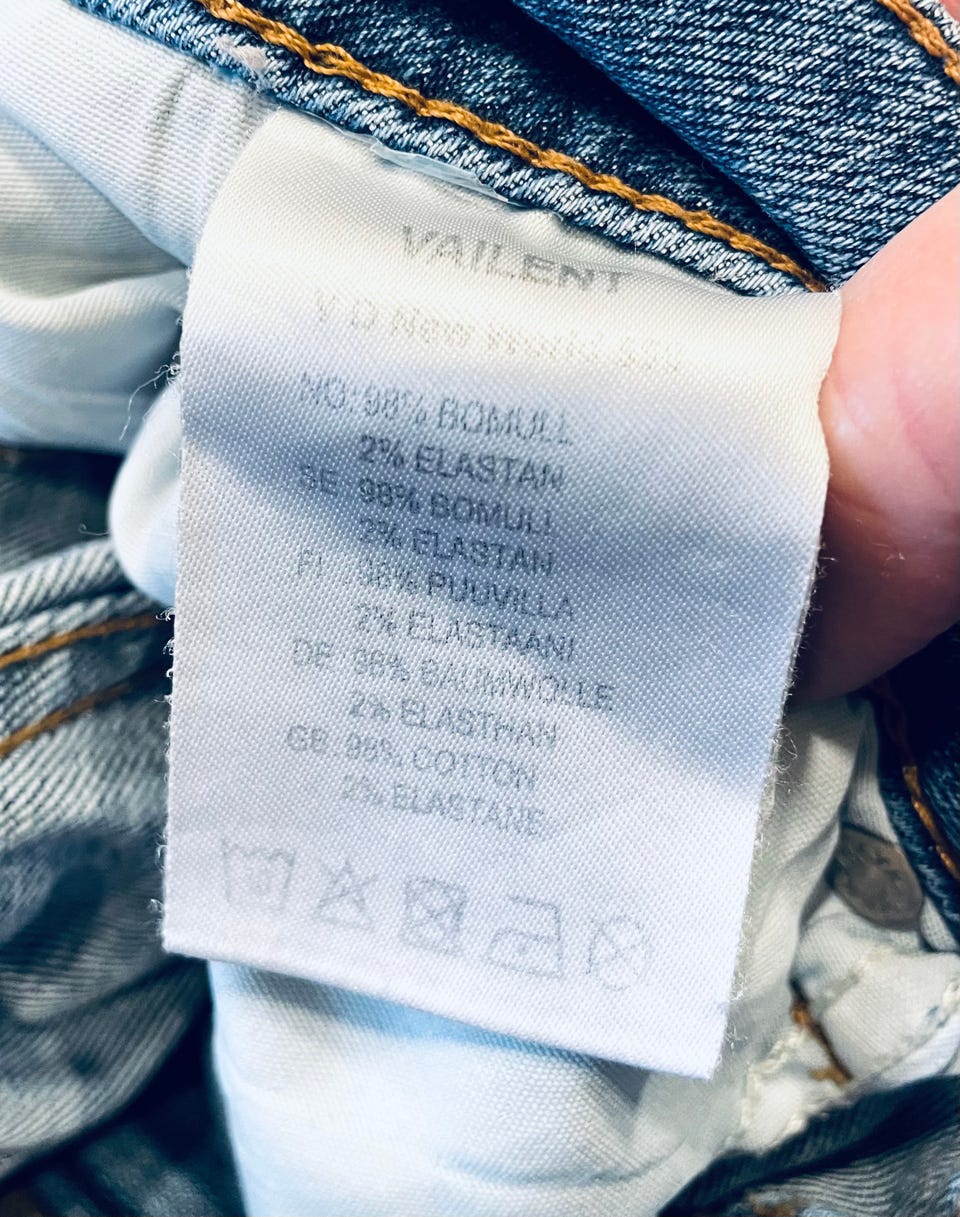 VAILENT
NO: 98% BOMULL
2% ELASTAN
SE 98% BOMULL
2% ELASTAN
FI 98% PUUVILLA
2% ELASTAANI
DE 98% BAUMWOLLE
2% ELASTHAN
GB 98% COTTON
2% ELASTANE